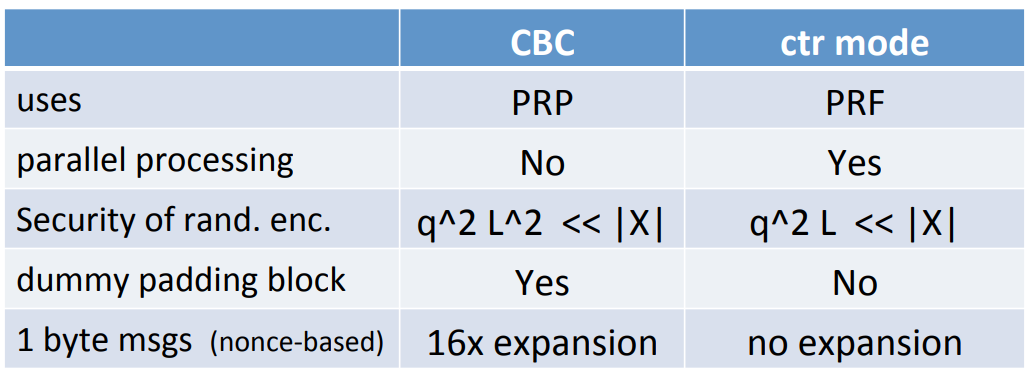 CBC ctr mode
uses PRP PRF
parallel processing No Yes
Security of rand. enc. q^2 L^2 << |X| q^2 L << |X|
dummy padding block Yes No
1 byte msgs (nonce-based) 16x expansion no expansion